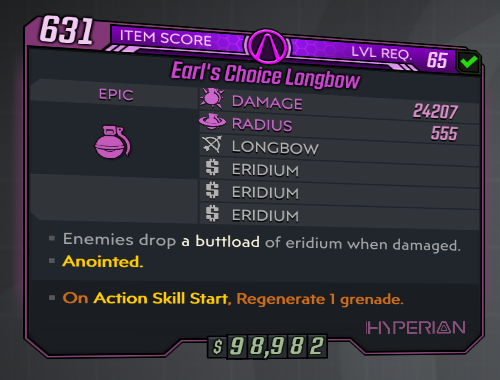 631 ITEM SCORE LVL REQ. 65
Earl's Choice Longbow
EPIC
DAMAGE 24207
RADIUS 555
LONGBOW
$ ERIDIUM
$ ERIDIUM
$ ERIDIUM
Enemies drop a buttload of eridium when damaged.
Anointed.
On Action Skill Start, Regenerate 1 grenade.
HYPERION
$ 98,982